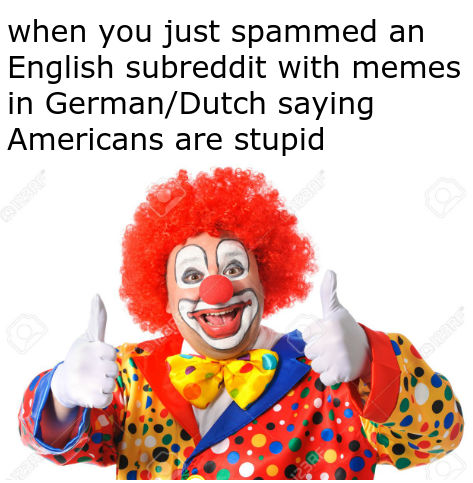 when you just spammed an
English subreddit with memes
in German/Dutch saying
Americans are stupid